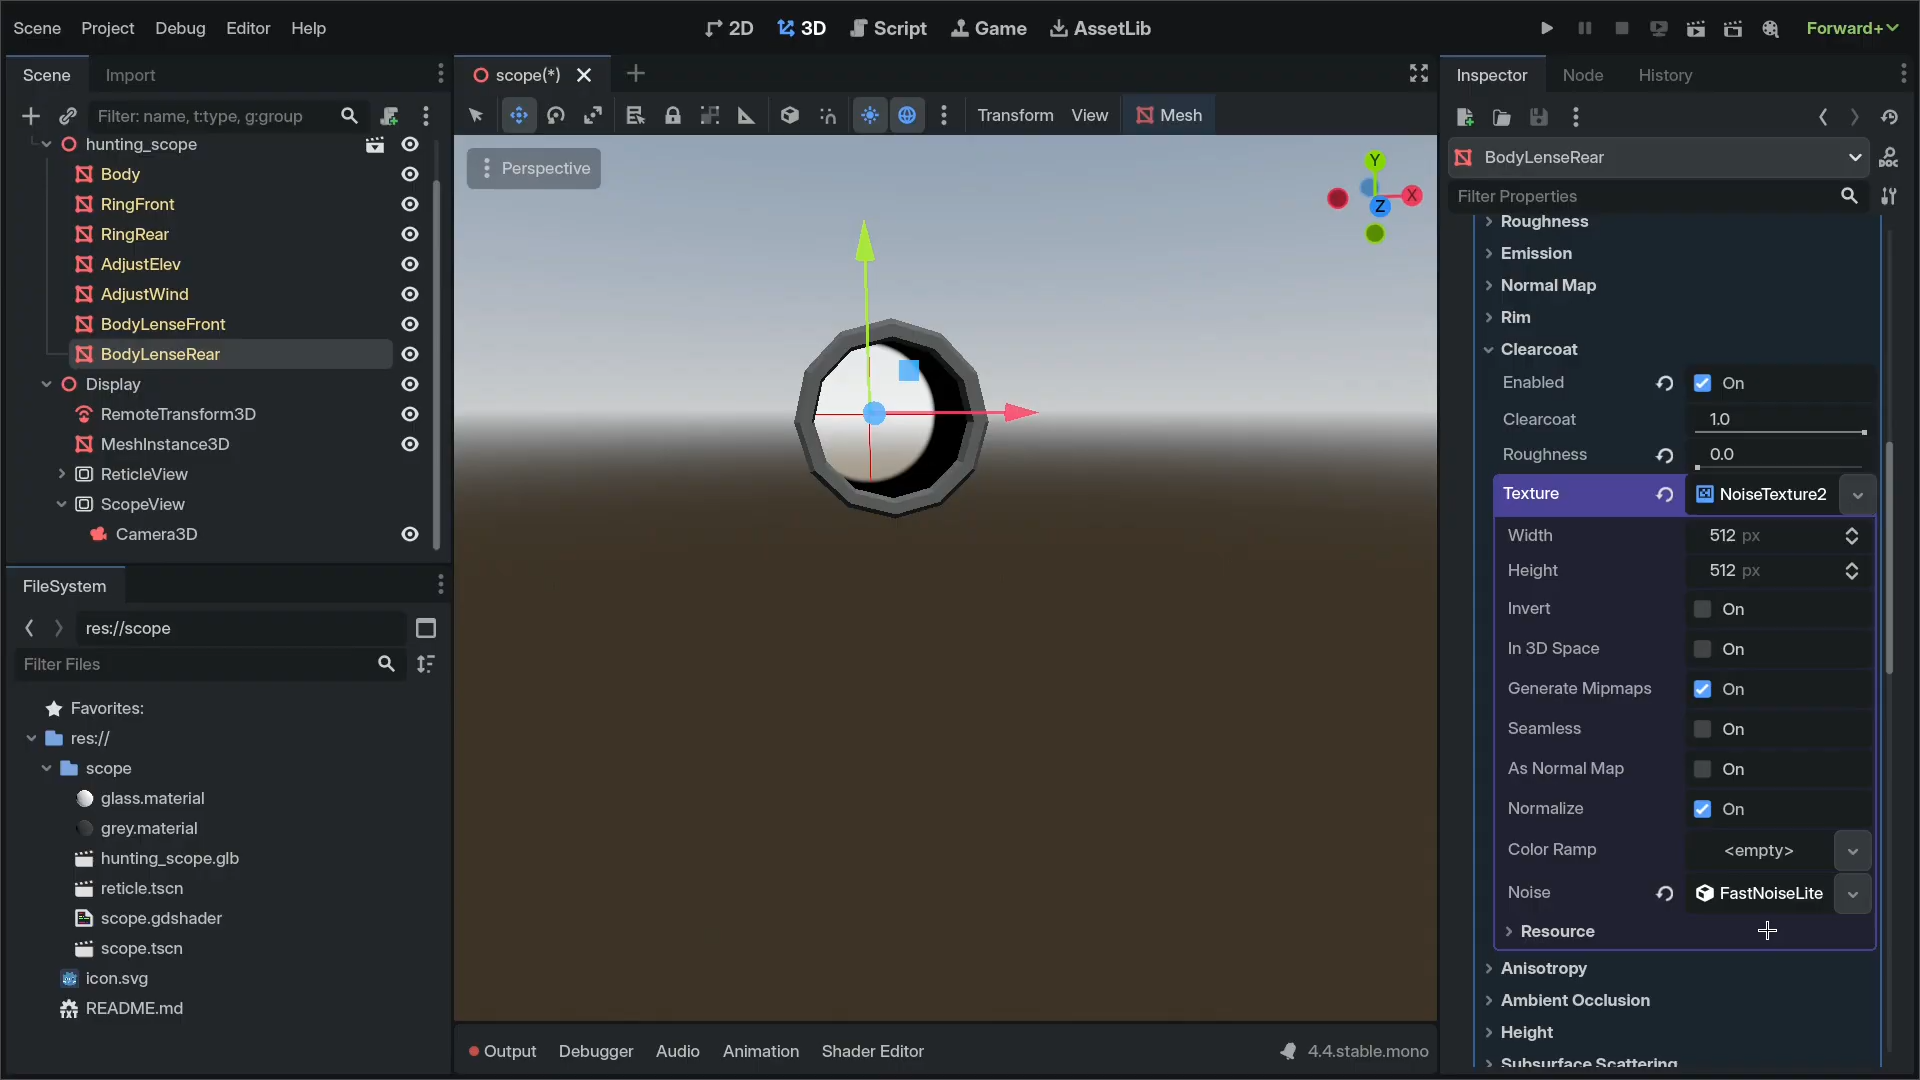 Scene Project Debug Editor Help
2D 3D Script Game AssetLib
Forward+
Scene Import
Filter: name, t:type, g:group
hunting_scope
Body
RingFront
RingRear
AdjustElev
AdjustWind
BodyLenseFront
BodyLenseRear
Display
RemoteTransform3D
MeshInstance3D
ReticleView
ScopeView
Camera3D
FileSystem
res://scope
Filter Files
Favorites:
res://
scope
glass.material
grey.material
hunting_scope.glb
reticle.tscn
scope.gdshader
scope.tscn
icon.svg
README.md
scope(*)
Transform View Mesh
Perspective
Y
X
Z
Output Debugger Audio Animation Shader Editor
4.4.stable.mono
Inspector Node History
BodyLenseRear
DOC
Filter Properties
Roughness
Emission
Normal Map
Rim
Clearcoat
Enabled On
Clearcoat 1.0
Roughness 0.0
Texture NoiseTexture2
Width 512 px
Height 512 px
Invert On
In 3D Space On
Generate Mipmaps On
Seamless On
As Normal Map On
Normalize On
Color Ramp <empty>
Noise FastNoiseLite
Resource
Anisotropy
Ambient Occlusion
Height
Subsurface Scattering